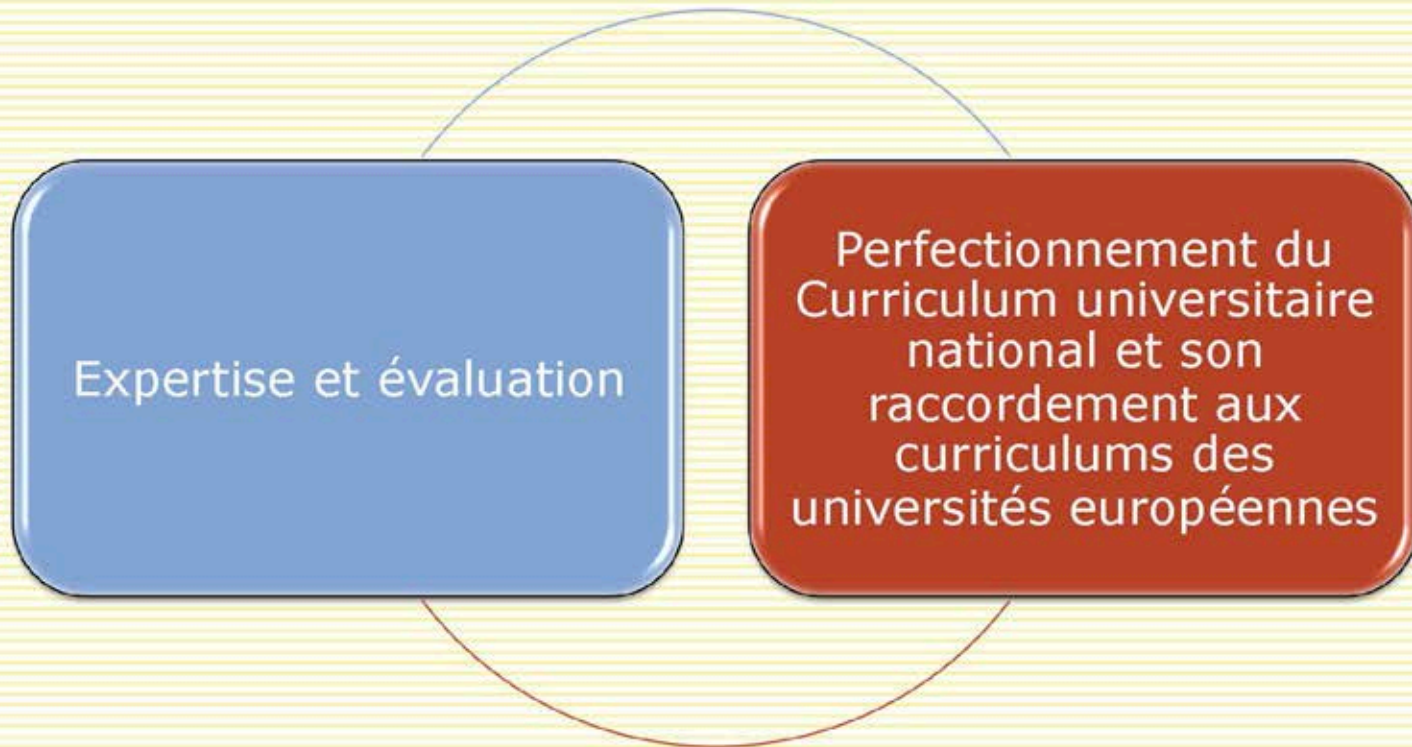 Expertise et évaluation
Perfectionnement du
Curriculum universitaire
national et son
raccordement aux
curriculums des
universités européennes